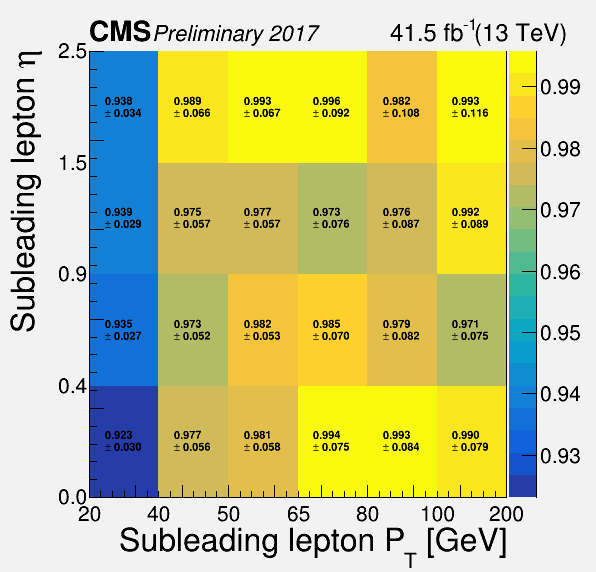 CMS Preliminary 2017 41.5 fb⁻¹(13 TeV)
Subleading lepton η
2.5
1.5
0.9
0.4
0.0
0.938 0.989 0.993 0.996 0.982 0.993
± 0.034 ± 0.066 ± 0.067 ± 0.092 ± 0.108 ± 0.116
0.939 0.975 0.977 0.973 0.976 0.992
± 0.029 ± 0.057 ± 0.057 ± 0.076 ± 0.087 ± 0.089
0.935 0.973 0.982 0.985 0.979 0.971
± 0.027 ± 0.052 ± 0.053 ± 0.070 ± 0.082 ± 0.075
0.923 0.977 0.981 0.994 0.993 0.990
± 0.030 ± 0.056 ± 0.058 ± 0.075 ± 0.084 ± 0.079
0.99
0.98
0.97
0.96
0.95
0.94
0.93
20 40 50 65 80 100 200
Subleading lepton P_T [GeV]